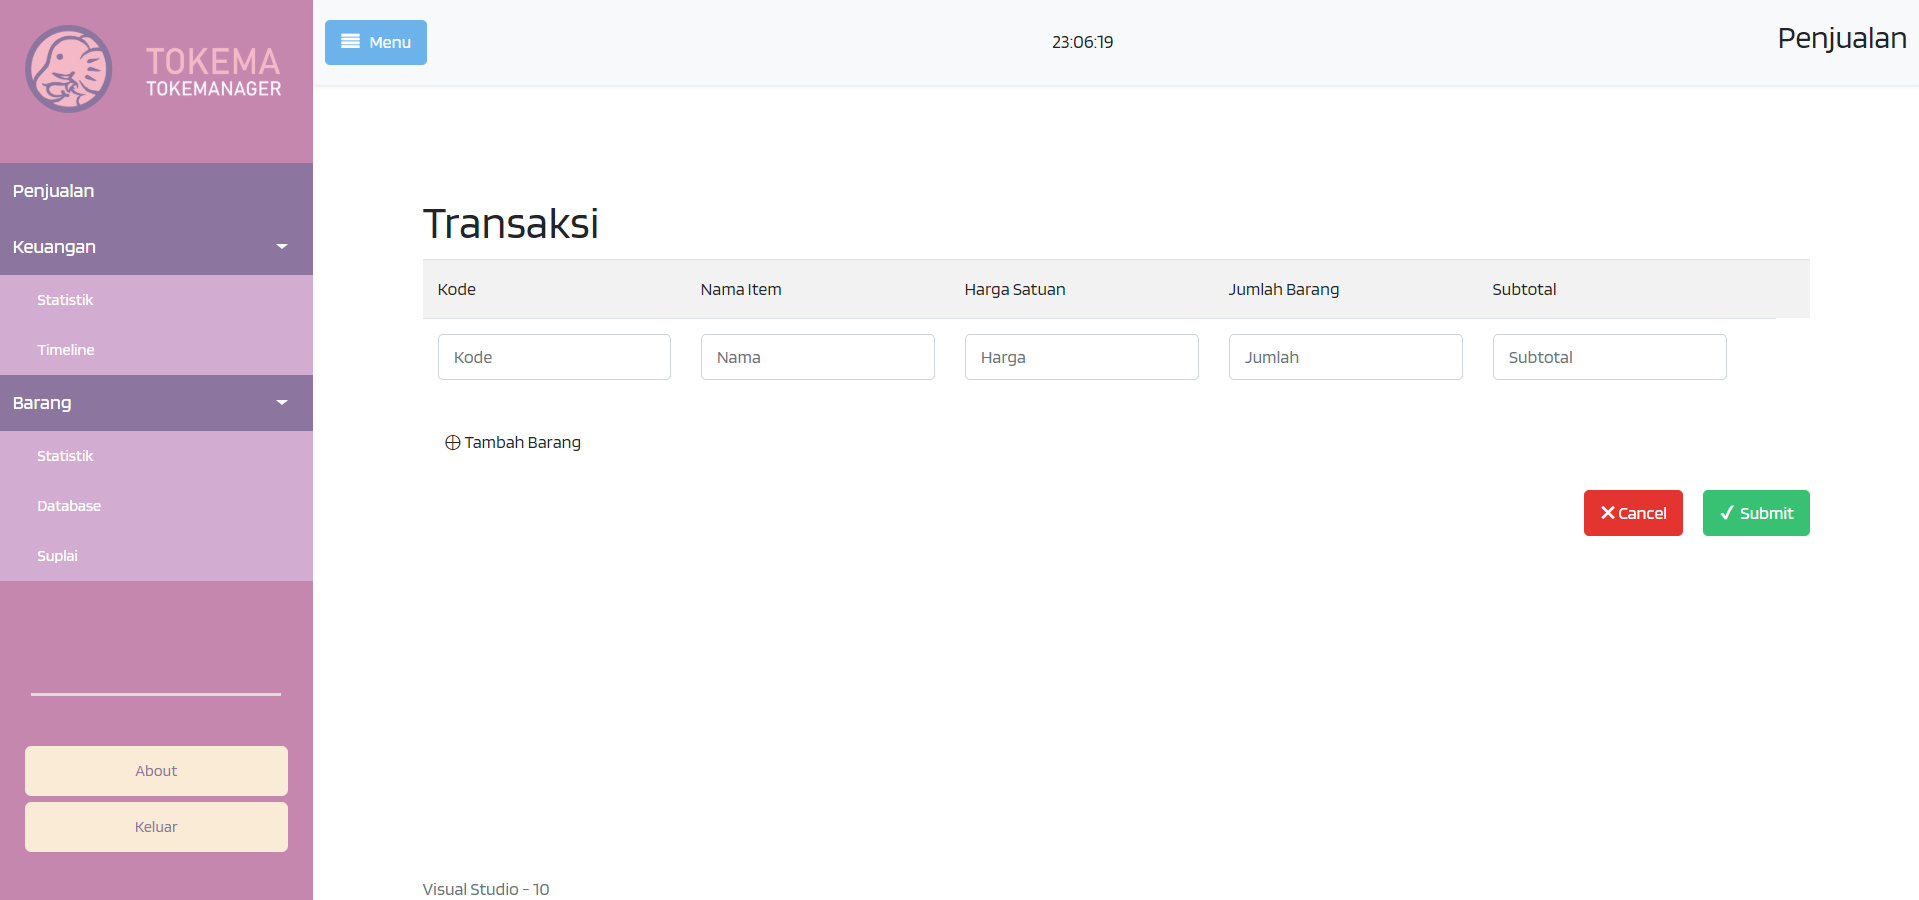 TOKEMA
TOKEMANAGER
Penjualan
Keuangan
Statistik
Timeline
Barang
Statistik
Database
Suplai
About
Keluar
Menu
23:06:19
Penjualan
Transaksi
Kode Nama Item Harga Satuan Jumlah Barang Subtotal
Kode Nama Harga Jumlah Subtotal
Tambah Barang
Cancel Submit
Visual Studio - 10